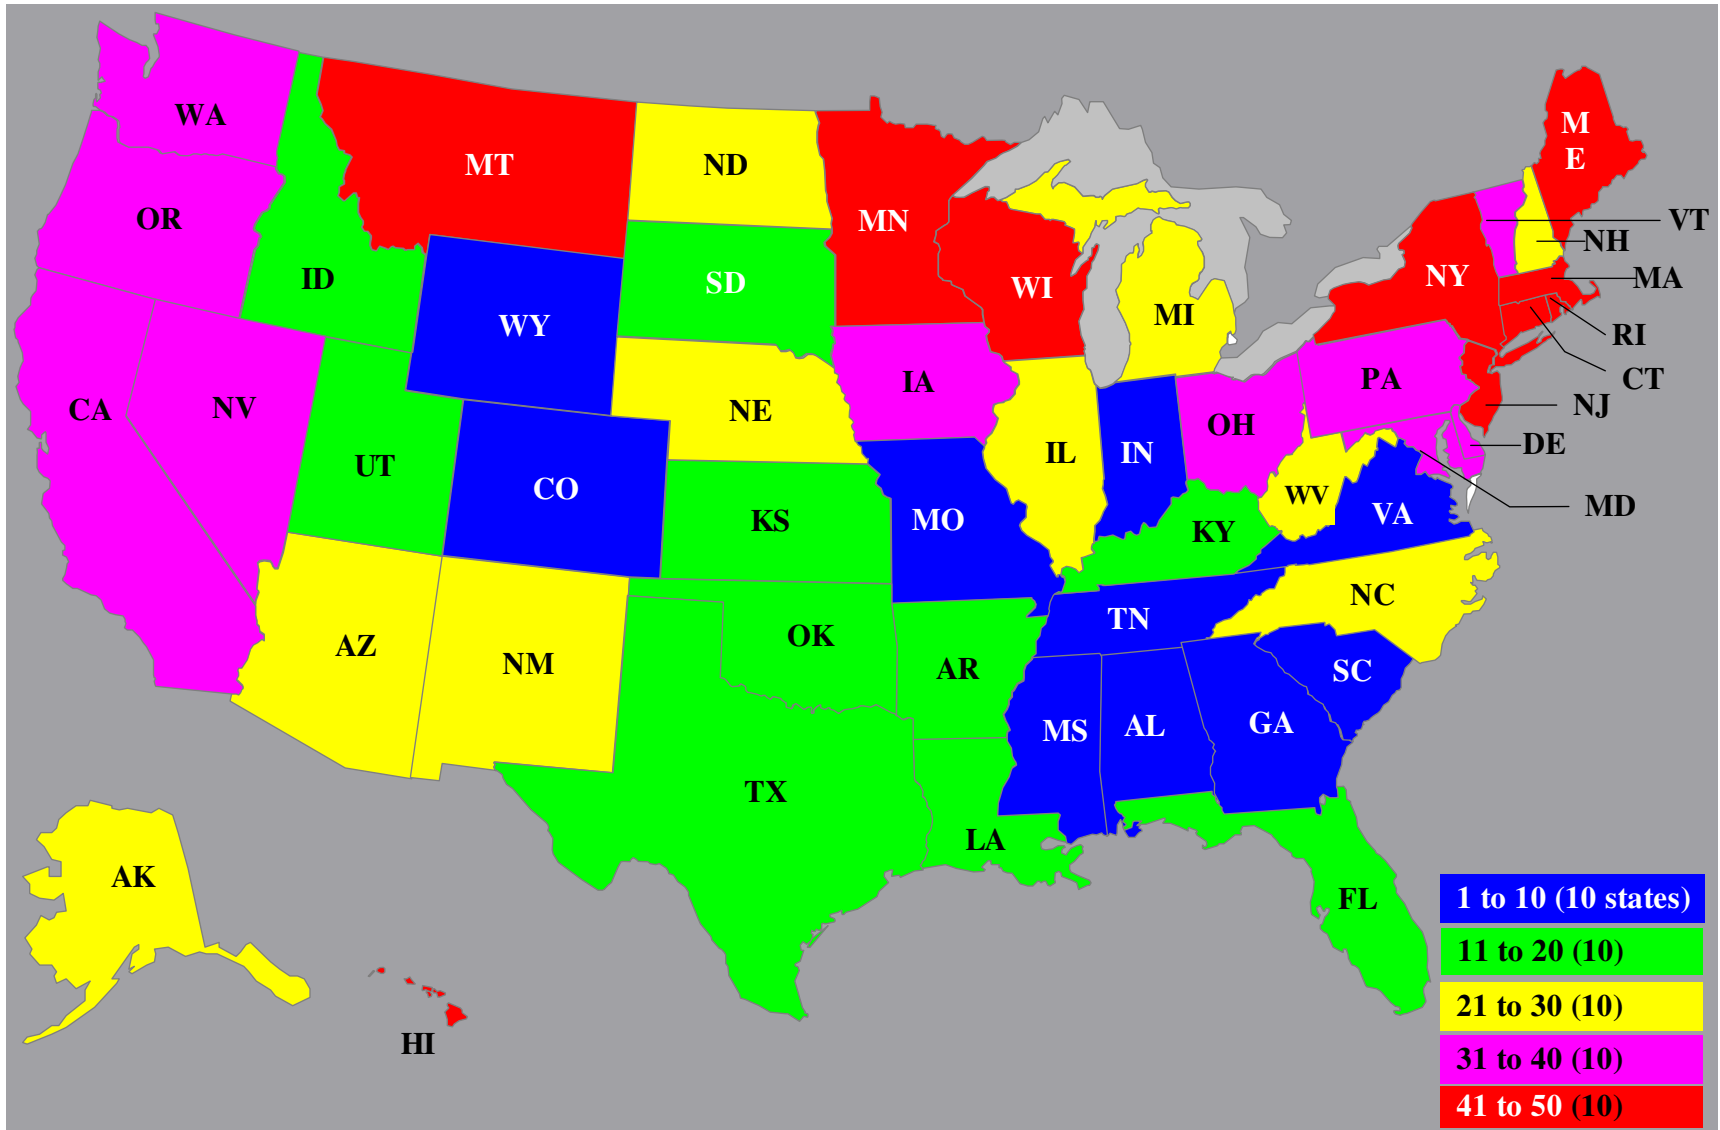 WA
MT
ND
M
E
OR
MN
VT
NH
ID
SD
WI
NY
MA
WY
MI
RI
CA
NV
NE
IA
PA
CT
NJ
OH
UT
CO
IL
IN
DE
KS
MO
WV
VA
MD
KY
AZ
NM
OK
TN
NC
AR
SC
MS
AL
GA
TX
LA
AK
FL
HI
1 to 10 (10 states)
11 to 20 (10)
21 to 30 (10)
31 to 40 (10)
41 to 50 (10)